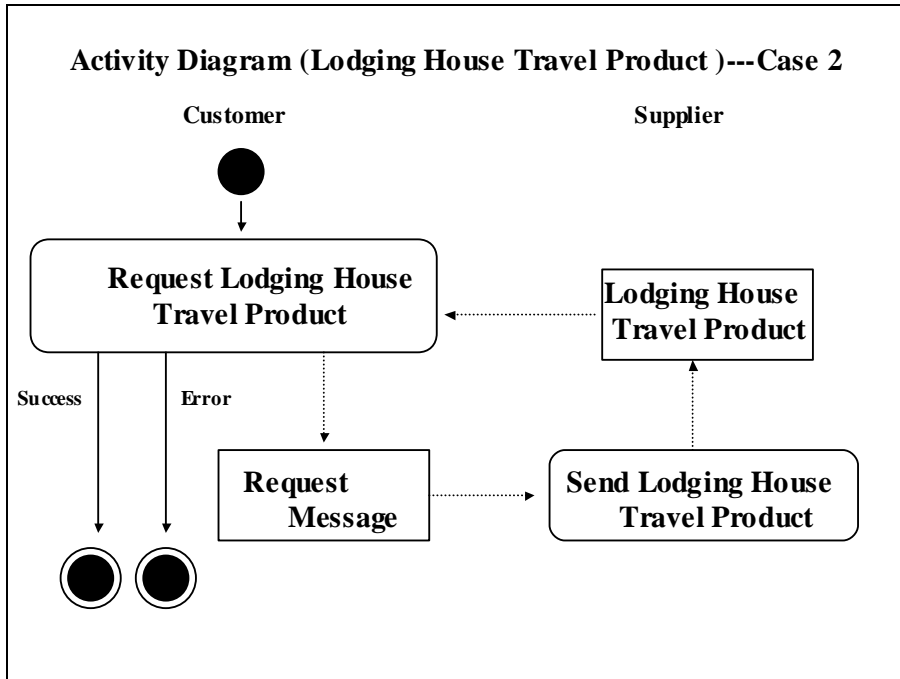 Activity Diagram (Lodging House Travel Product )---Case 2
Customer
Supplier
Request Lodging House
Travel Product
Lodging House
Travel Product
Success
Error
Request
Message
Send Lodging House
Travel Product